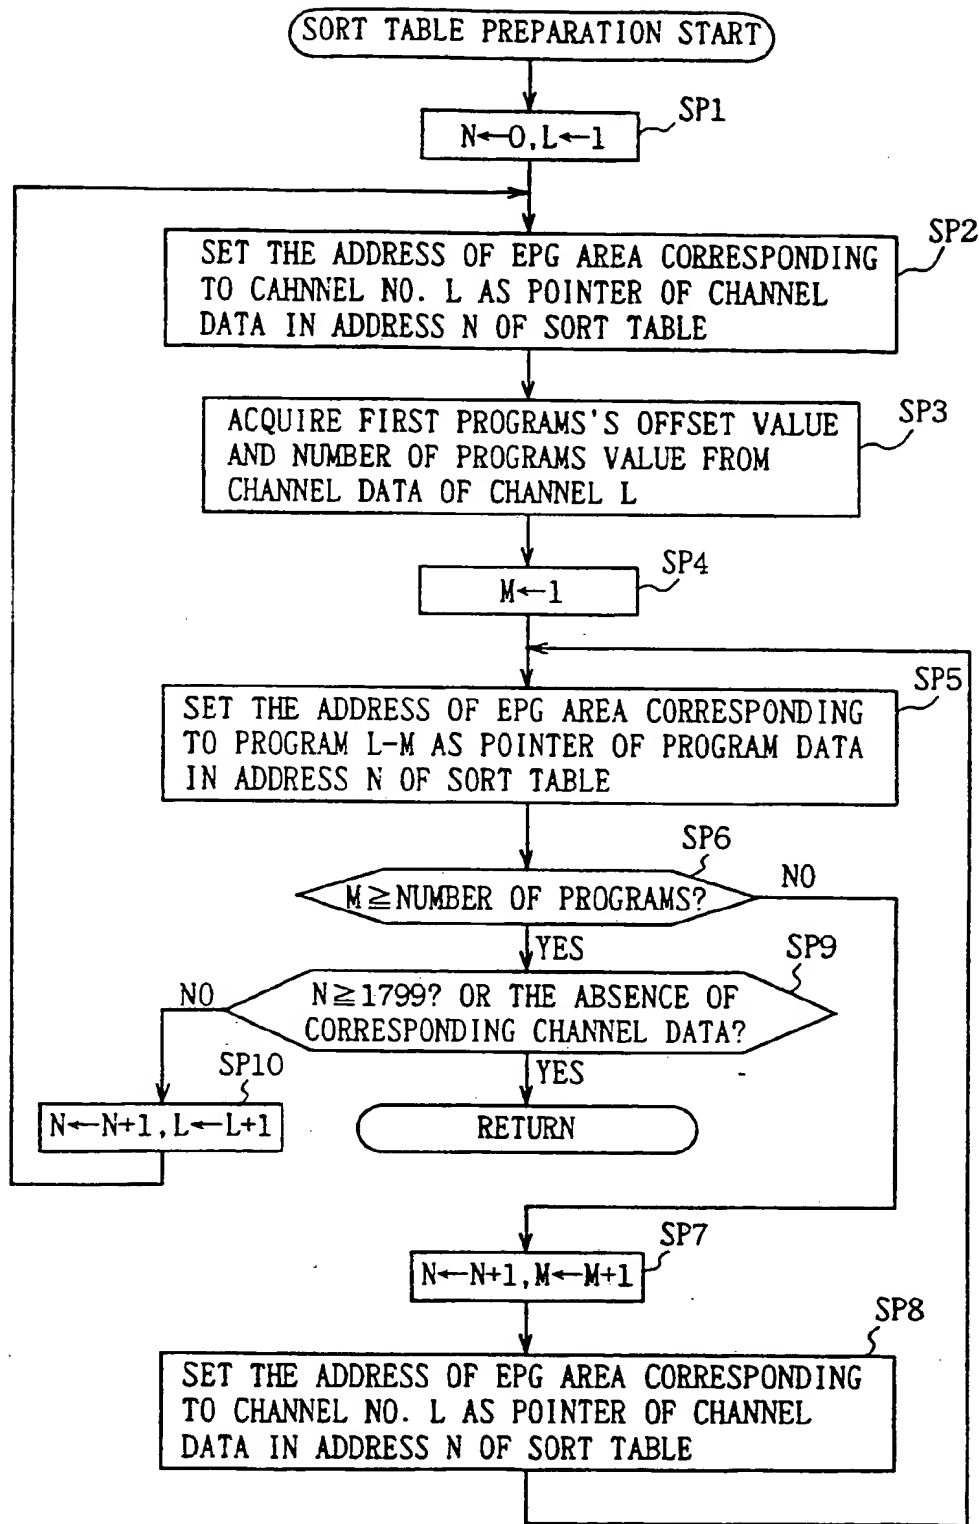 SORT TABLE PREPARATION START
SP1
N←0,L←1
SP2
SET THE ADDRESS OF EPG AREA CORRESPONDING
TO CAHNNEL NO. L AS POINTER OF CHANNEL
DATA IN ADDRESS N OF SORT TABLE
SP3
ACQUIRE FIRST PROGRAMS'S OFFSET VALUE
AND NUMBER OF PROGRAMS VALUE FROM
CHANNEL DATA OF CHANNEL L
SP4
M←1
SP5
SET THE ADDRESS OF EPG AREA CORRESPONDING
TO PROGRAM L-M AS POINTER OF PROGRAM DATA
IN ADDRESS N OF SORT TABLE
SP6
M≧NUMBER OF PROGRAMS?
NO
YES
SP9
NO
N≧1799? OR THE ABSENCE OF
CORRESPONDING CHANNEL DATA?
SP10
YES
N←N+1,L←L+1
RETURN
SP7
N←N+1,M←M+1
SP8
SET THE ADDRESS OF EPG AREA CORRESPONDING
TO CHANNEL NO. L AS POINTER OF CHANNEL
DATA IN ADDRESS N OF SORT TABLE